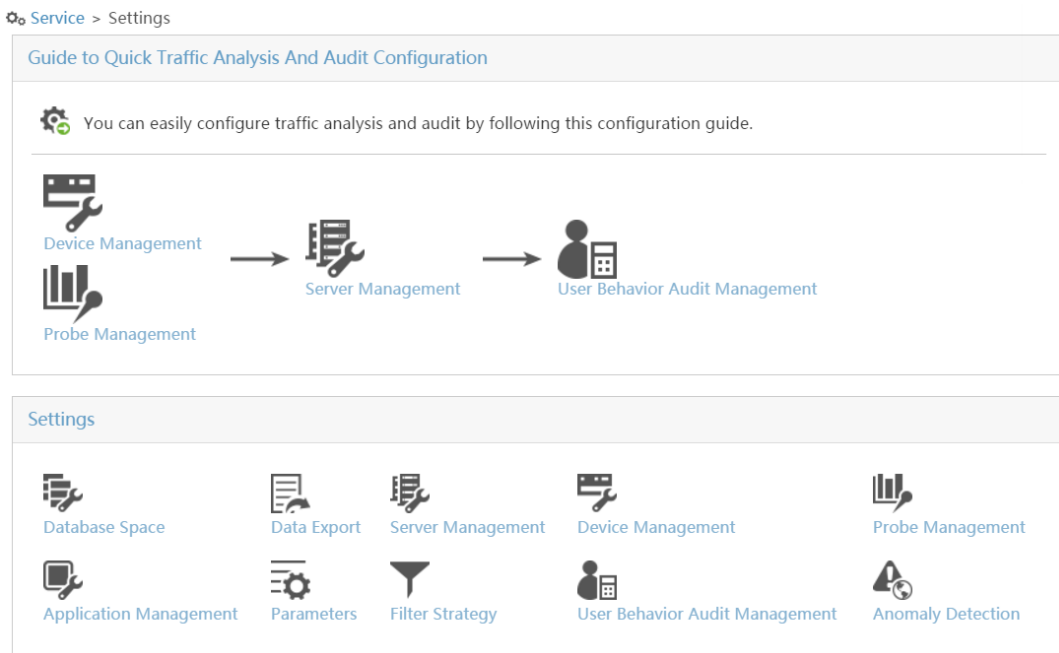 Service > Settings
Guide to Quick Traffic Analysis And Audit Configuration
You can easily configure traffic analysis and audit by following this configuration guide.
Device Management
Probe Management
Server Management
User Behavior Audit Management
Settings
Database Space
Data Export
Server Management
Device Management
Probe Management
Application Management
Parameters
Filter Strategy
User Behavior Audit Management
Anomaly Detection